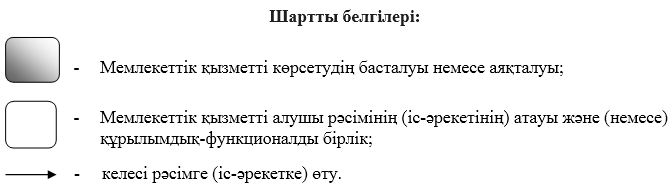 Шартты белгілері:
- Мемлекеттік қызметті көрсетудің басталуы немесе аяқталуы;
- Мемлекеттік қызметті алушы рәсімінің (іс-әрекетінің) атауы және (немесе)
құрылымдық-функционалды бірлік;
- келесі рәсімге (іс-әрекетке) өту.